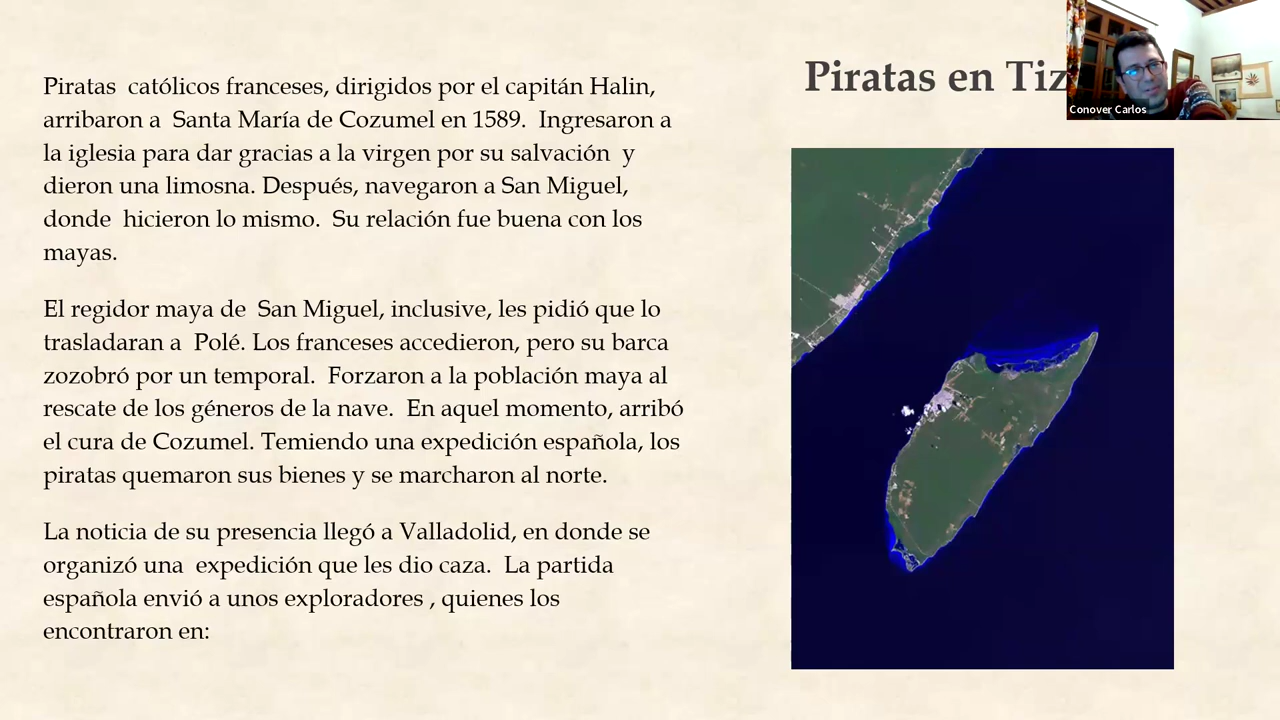 Piratas en Tiz
Conover Carlos
Piratas católicos franceses, dirigidos por el capitán Halin,
arribaron a Santa María de Cozumel en 1589. Ingresaron a
la iglesia para dar gracias a la virgen por su salvación y
dieron una limosna. Después, navegaron a San Miguel,
donde hicieron lo mismo. Su relación fue buena con los
mayas.
El regidor maya de San Miguel, inclusive, les pidió que lo
trasladaran a Polé. Los franceses accedieron, pero su barca
zozobró por un temporal. Forzaron a la población maya al
rescate de los géneros de la nave. En aquel momento, arribó
el cura de Cozumel. Temiendo una expedición española, los
piratas quemaron sus bienes y se marcharon al norte.
La noticia de su presencia llegó a Valladolid, en donde se
organizó una expedición que les dio caza. La partida
española envió a unos exploradores , quienes los
encontraron en: